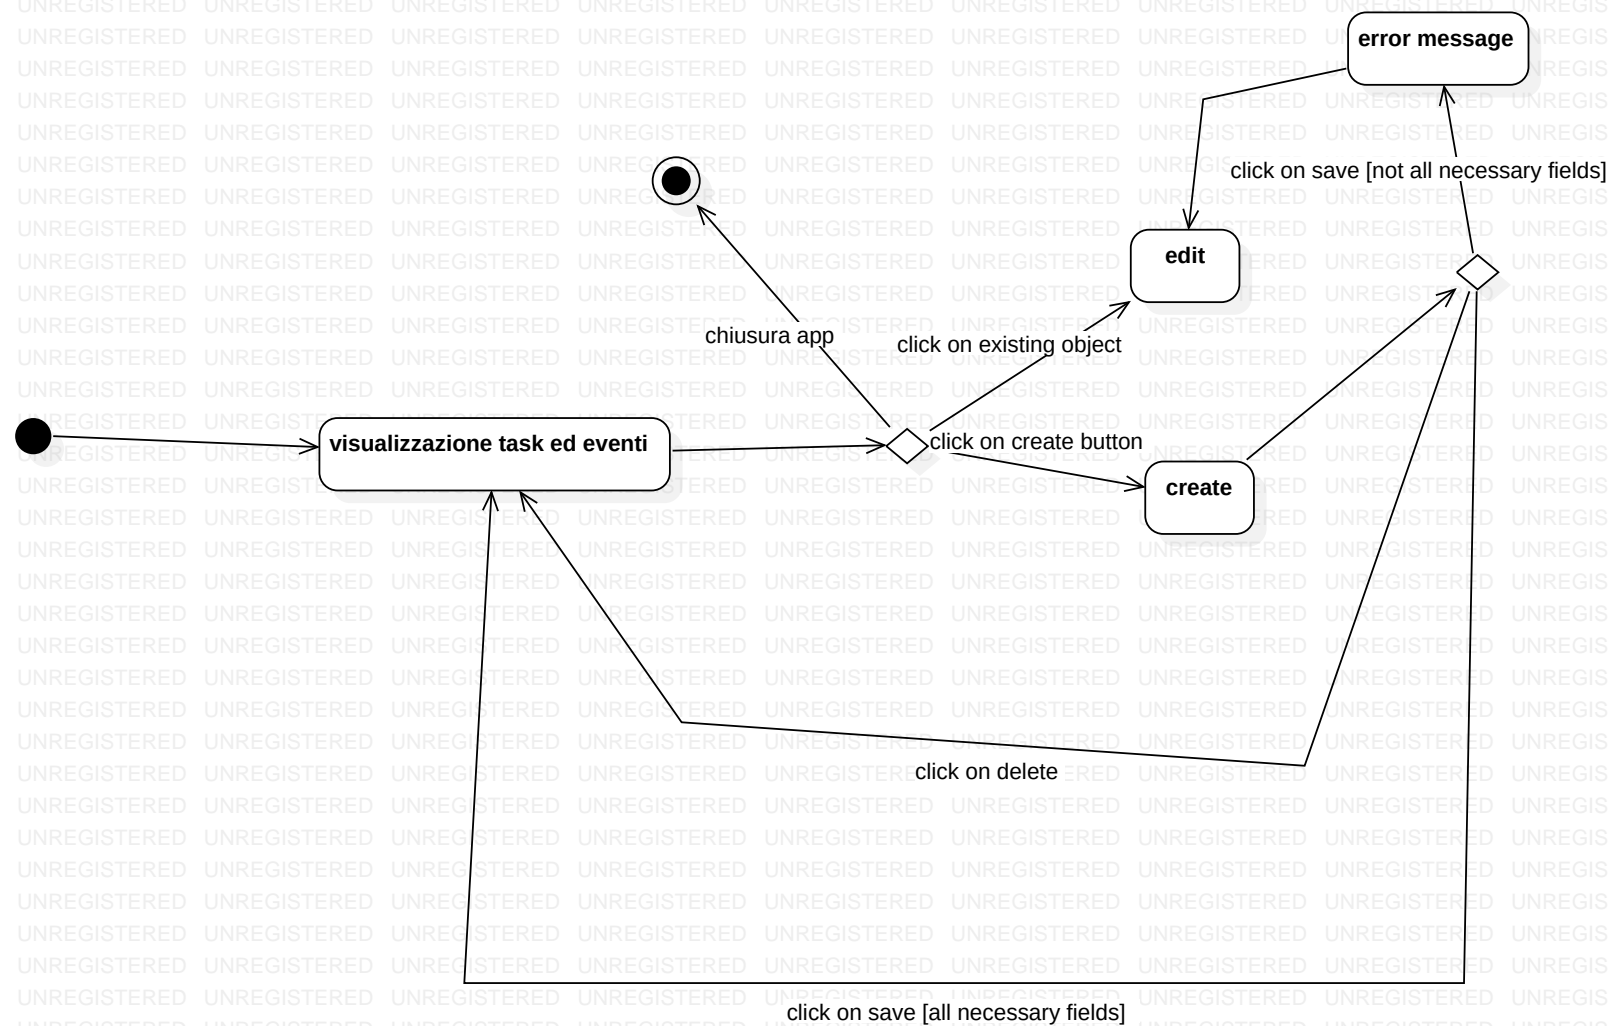 error message
click on save [not all necessary fields]
edit
chiusura app
click on existing object
visualizzazione task ed eventi
click on create button
create
click on delete
click on save [all necessary fields]
UNREGISTERED